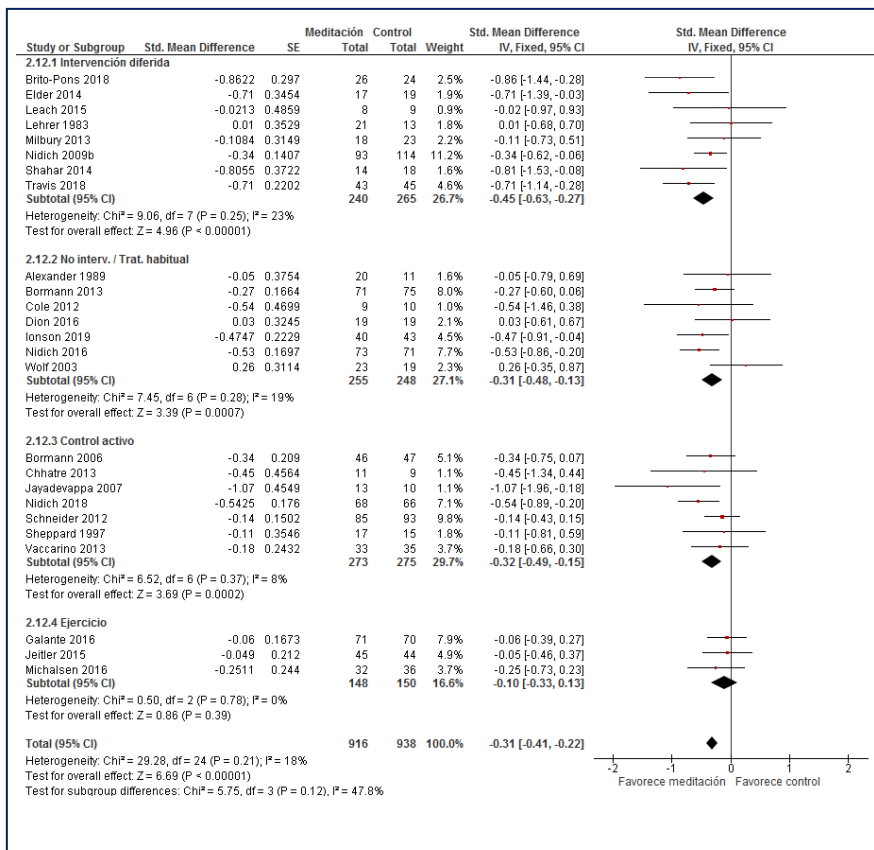 Meditación Control Std. Mean Difference Std. Mean Difference
Study or Subgroup Std. Mean Difference SE Total Total Weight IV, Fixed, 95% CI IV, Fixed, 95% CI
2.12.1 Intervención diferida
Brito-Pons 2018 -0.8622 0.297 26 24 2.5% -0.86 [-1.44, -0.28]
Elder 2014 -0.71 0.3454 17 19 1.9% -0.71 [-1.39, -0.03]
Leach 2015 -0.0213 0.4859 8 9 0.9% -0.02 [-0.97, 0.93]
Lehrer 1983 0.01 0.3529 21 13 1.8% 0.01 [-0.68, 0.70]
Milbury 2013 -0.1084 0.3149 18 23 2.2% -0.11 [-0.73, 0.51]
Nidich 2009b -0.34 0.1407 93 114 11.2% -0.34 [-0.62, -0.06]
Shahar 2014 -0.8055 0.3722 14 18 1.6% -0.81 [-1.53, -0.08]
Travis 2018 -0.71 0.2202 43 45 4.6% -0.71 [-1.14, -0.28]
Subtotal (95% CI) 240 265 26.7% -0.45 [-0.63, -0.27]
Heterogeneity: Chi² = 9.06, df = 7 (P = 0.25); I² = 23%
Test for overall effect: Z = 4.96 (P < 0.00001)
2.12.2 No interv. / Trat. habitual
Alexander 1989 -0.05 0.3754 20 11 1.6% -0.05 [-0.79, 0.69]
Bormann 2013 -0.27 0.1664 71 75 8.0% -0.27 [-0.60, 0.06]
Cole 2012 -0.54 0.4699 9 10 1.0% -0.54 [-1.46, 0.38]
Dion 2016 0.03 0.3245 19 19 2.1% 0.03 [-0.61, 0.67]
Ionson 2019 -0.4747 0.2229 40 43 4.5% -0.47 [-0.91, -0.04]
Nidich 2016 -0.53 0.1697 73 71 7.7% -0.53 [-0.86, -0.20]
Wolf 2003 0.26 0.3114 23 19 2.3% 0.26 [-0.35, 0.87]
Subtotal (95% CI) 255 248 27.1% -0.31 [-0.48, -0.13]
Heterogeneity: Chi² = 7.45, df = 6 (P = 0.28); I² = 19%
Test for overall effect: Z = 3.39 (P = 0.0007)
2.12.3 Control activo
Bormann 2006 -0.34 0.209 46 47 5.1% -0.34 [-0.75, 0.07]
Chhatre 2013 -0.45 0.4564 11 9 1.1% -0.45 [-1.34, 0.44]
Jayadevappa 2007 -1.07 0.4549 13 10 1.1% -1.07 [-1.96, -0.18]
Nidich 2018 -0.5425 0.176 68 66 7.2% -0.54 [-0.89, -0.20]
Schneider 2012 -0.14 0.1502 85 93 9.8% -0.14 [-0.43, 0.15]
Sheppard 1997 -0.11 0.3546 17 15 1.8% -0.11 [-0.81, 0.59]
Vaccarino 2013 -0.18 0.2432 33 35 3.7% -0.18 [-0.66, 0.30]
Subtotal (95% CI) 273 275 29.7% -0.32 [-0.49, -0.15]
Heterogeneity: Chi² = 6.52, df = 6 (P = 0.37); I² = 8%
Test for overall effect: Z = 3.69 (P = 0.0002)
2.12.4 Ejercicio
Galante 2016 -0.06 0.1673 71 70 7.9% -0.06 [-0.39, 0.27]
Jeitler 2015 -0.049 0.212 45 44 4.9% -0.05 [-0.46, 0.37]
Michalsen 2016 -0.2511 0.244 32 36 3.7% -0.25 [-0.73, 0.23]
Subtotal (95% CI) 148 150 16.6% -0.10 [-0.33, 0.13]
Heterogeneity: Chi² = 0.50, df = 2 (P = 0.78); I² = 0%
Test for overall effect: Z = 0.86 (P = 0.39)
Total (95% CI) 916 938 100.0% -0.31 [-0.41, -0.22]
Heterogeneity: Chi² = 29.28, df = 24 (P = 0.21); I² = 18%
Test for overall effect: Z = 6.69 (P < 0.00001)
Test for subgroup differences: Chi² = 5.75, df = 3 (P = 0.12), I² = 47.8%
-2 -1 0 1 2
Favorece meditación Favorece control